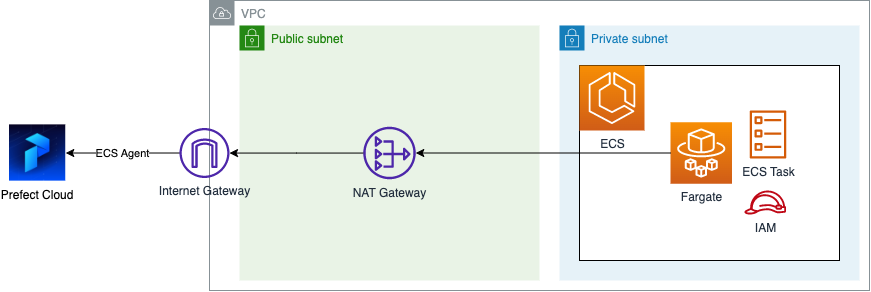 VPC
Public subnet
Private subnet
ECS
ECS Agent
Prefect Cloud
Internet Gateway
NAT Gateway
Fargate
ECS Task
IAM